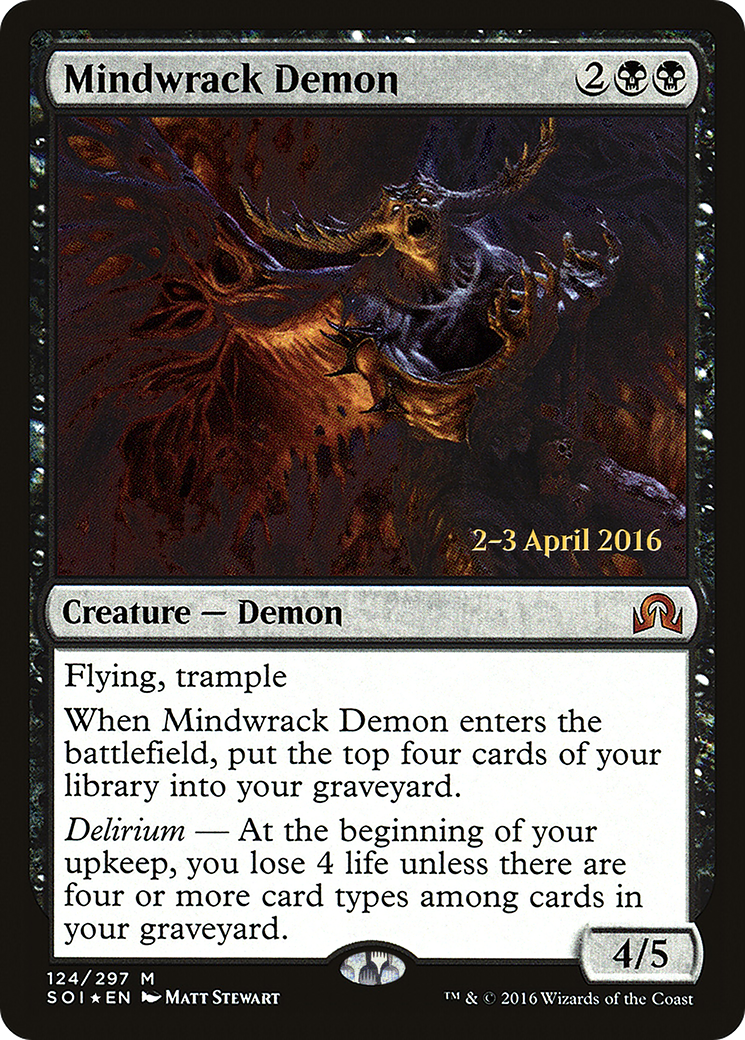 Mindwrack Demon 2
2–3 April 2016
Creature — Demon
Flying, trample
When Mindwrack Demon enters the
battlefield, put the top four cards of your
library into your graveyard.
Delirium — At the beginning of your
upkeep, you lose 4 life unless there are
four or more card types among cards in
your graveyard.
4/5
124/297 M
SOI★EN Matt Stewart
™ & © 2016 Wizards of the Coast